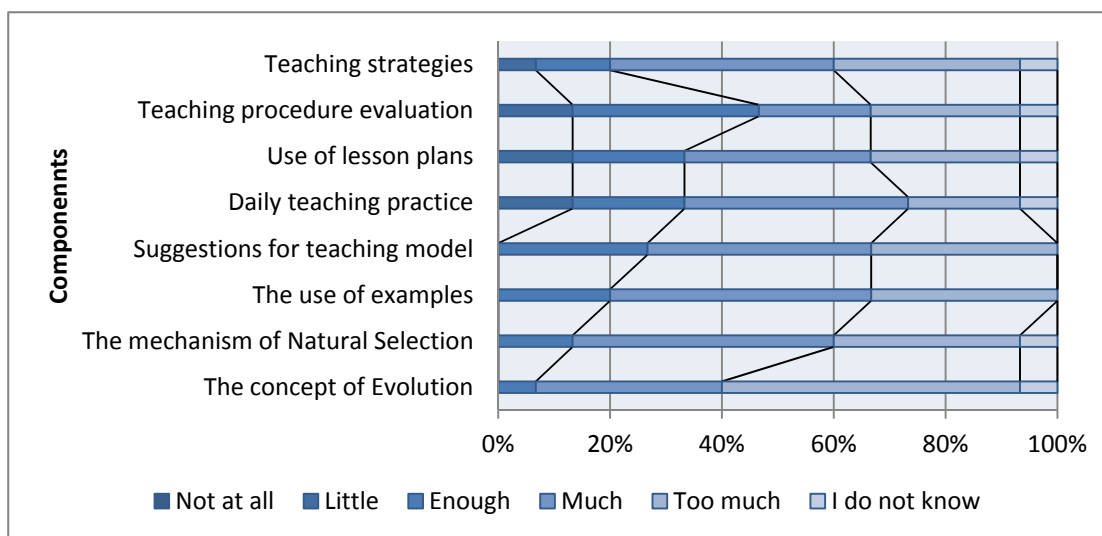 Components
Teaching strategies
Teaching procedure evaluation
Use of lesson plans
Daily teaching practice
Suggestions for teaching model
The use of examples
The mechanism of Natural Selection
The concept of Evolution
0% 20% 40% 60% 80% 100%
Not at all Little Enough Much Too much I do not know